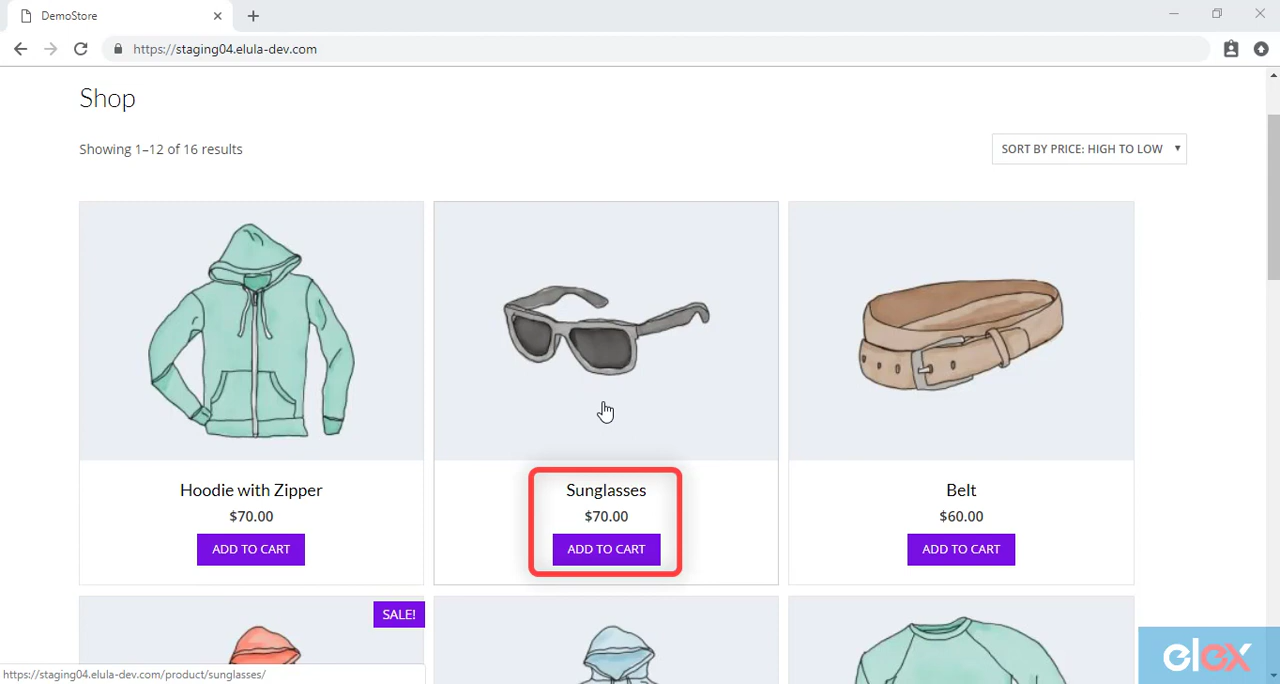 DemoStore
https://staging04.elula-dev.com
Shop
Showing 1–12 of 16 results
SORT BY PRICE: HIGH TO LOW
Hoodie with Zipper
$70.00
ADD TO CART
Sunglasses
$70.00
ADD TO CART
Belt
$60.00
ADD TO CART
SALE!
elex
https://staging04.elula-dev.com/product/sunglasses/